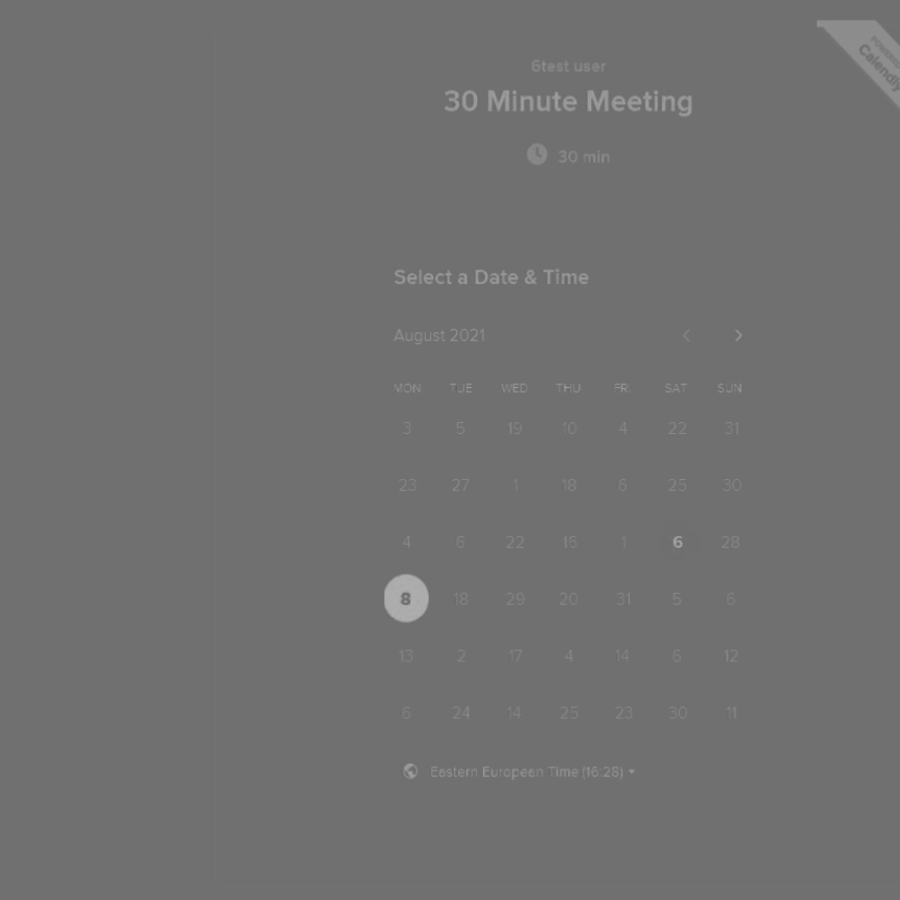 6test user
30 Minute Meeting
30 min
POWERED
Calendly
Select a Date & Time
August 2021
MON TUE WED THU FRI SAT SUN
3 5 19 10 4 22 31
23 27 1 18 6 25 30
4 6 22 16 1 6 28
8 18 29 20 31 5 6
13 2 17 4 14 6 12
6 24 14 25 23 30 11
Eastern European Time (16:28)